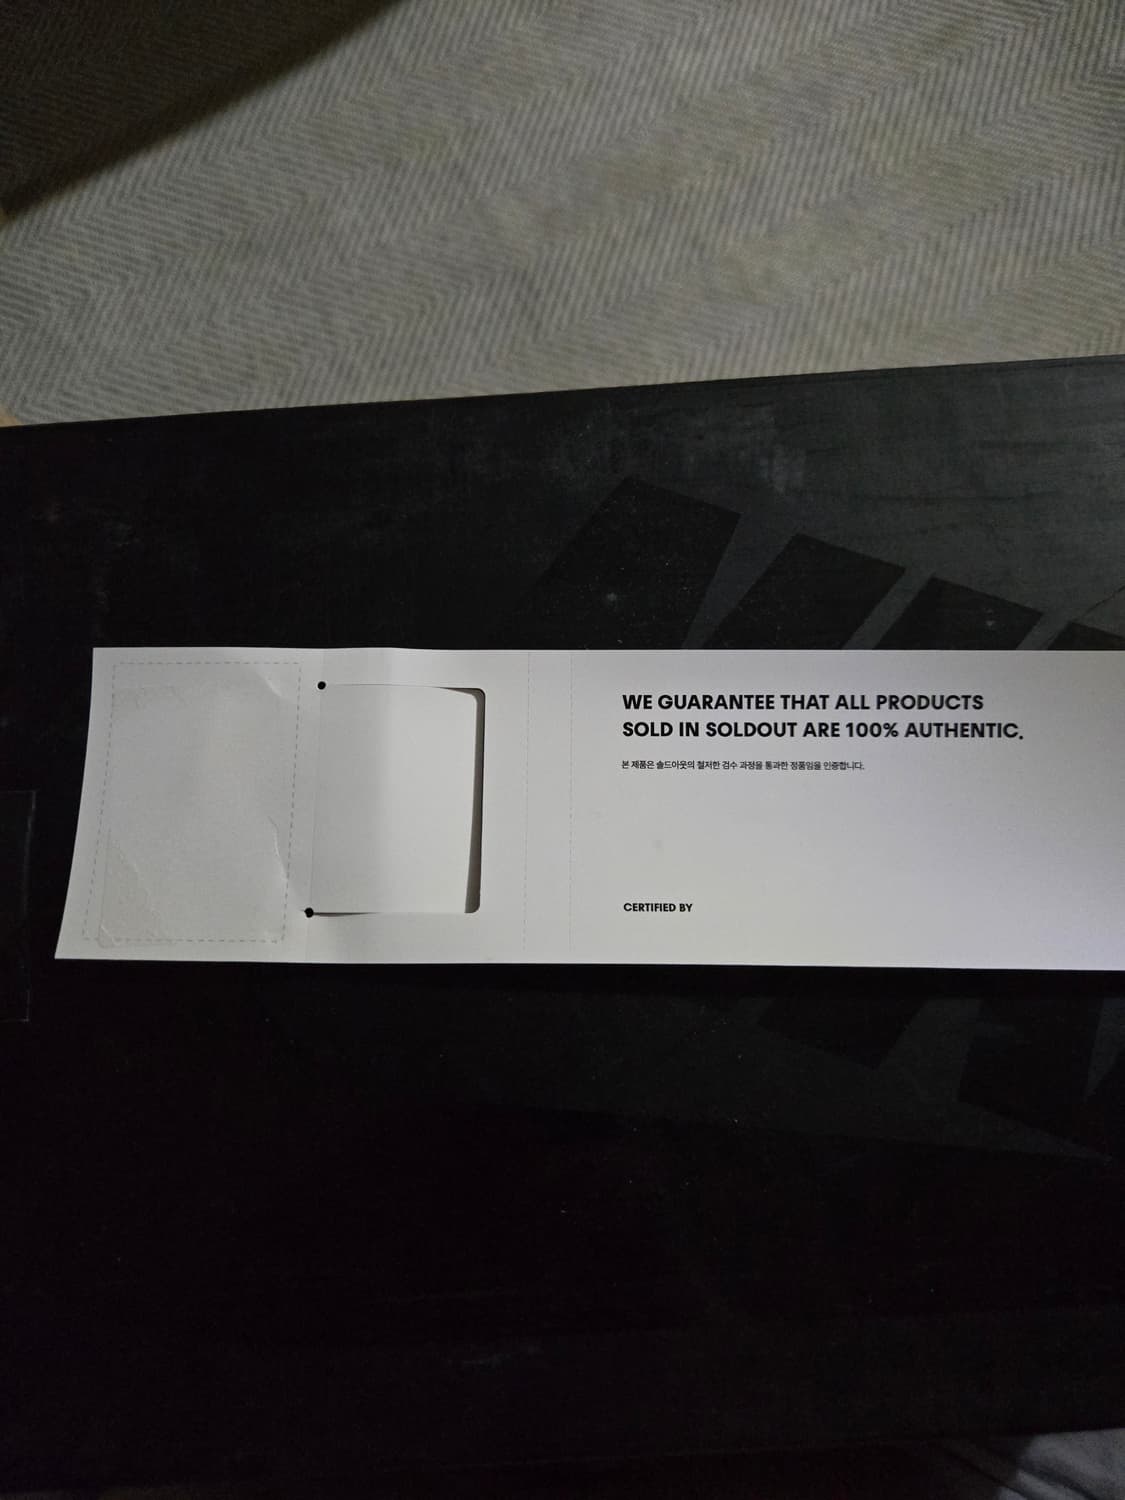 WE GUARANTEE THAT ALL PRODUCTS
SOLD IN SOLDOUT ARE 100% AUTHENTIC.
본 제품은 솔드아웃의 철저한 검수 과정을 통과한 정품임을 인증합니다.
CERTIFIED BY